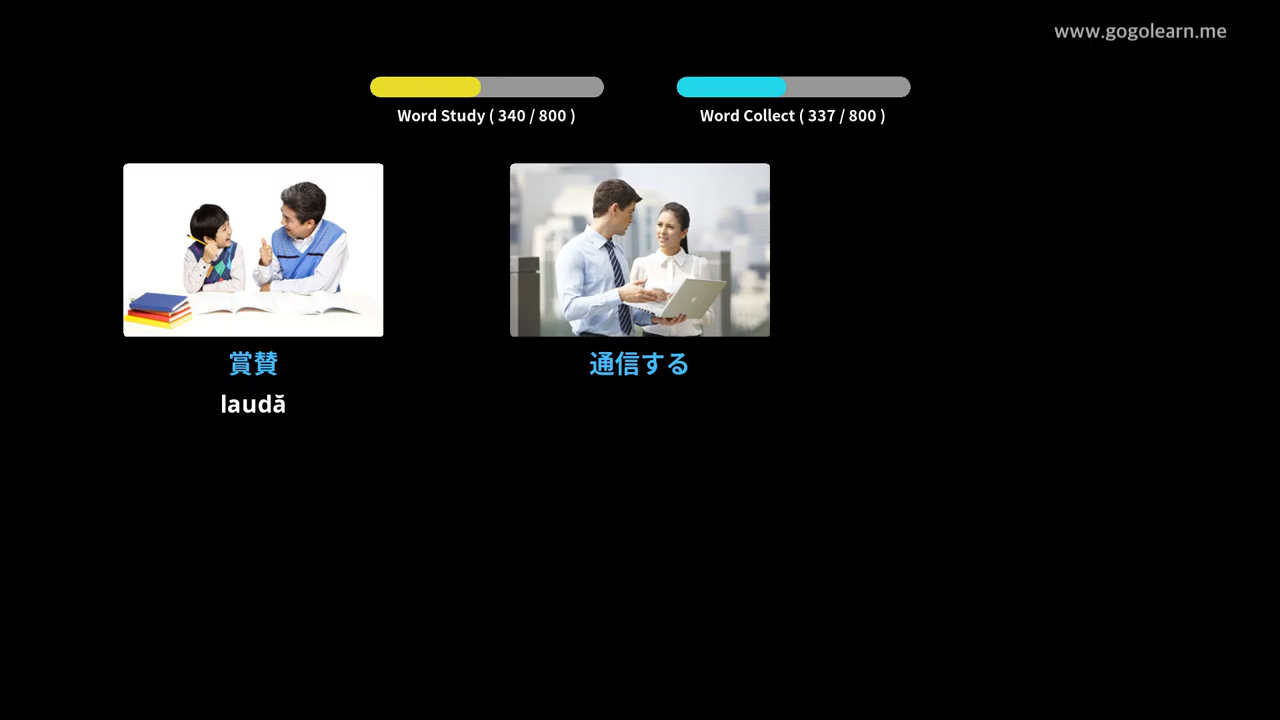 www.gogolearn.me
Word Study ( 340 / 800 )
Word Collect ( 337 / 800 )
賞賛
laudă
通信する